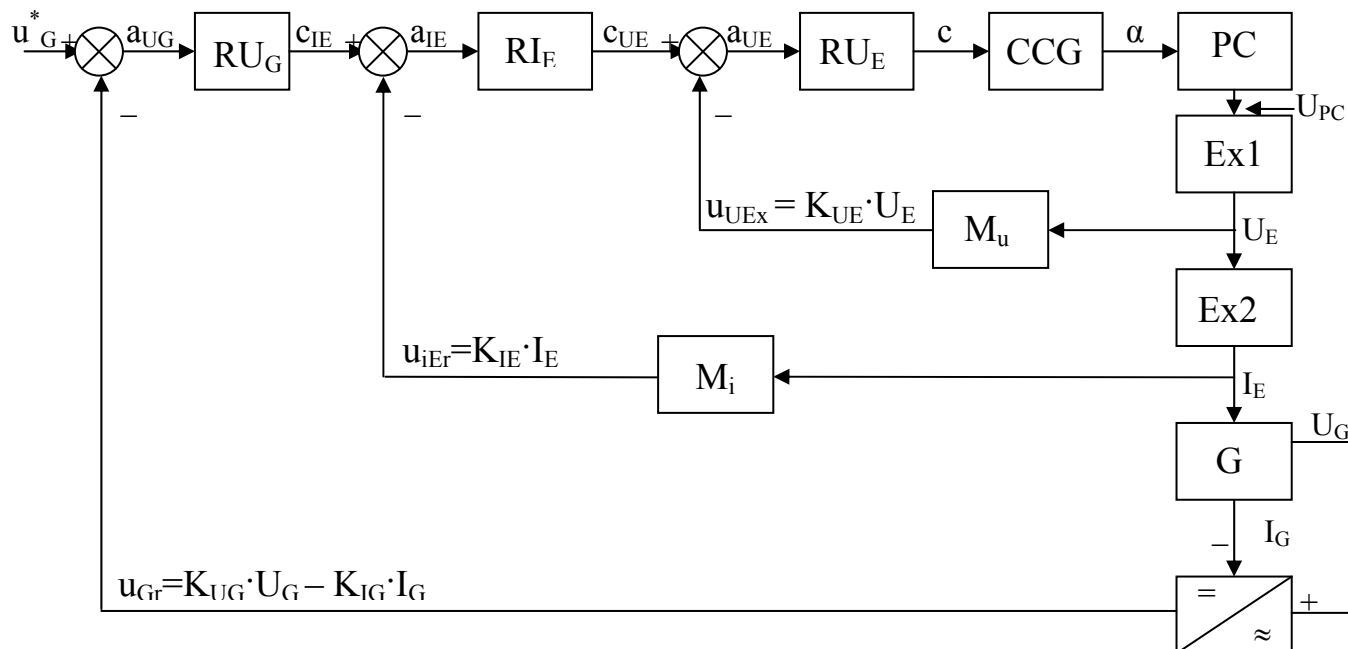 u*G + aUG RUG cIE + aIE RIE cUE + aUE RUE c CCG α PC
– – – UPC
Ex1
uUEx = KUE·UE Mu UE
Ex2
uiEr=KIE·IE Mi IE
UG
G
– IG
uGr=KUG·UG – KIG·IG = +
≈